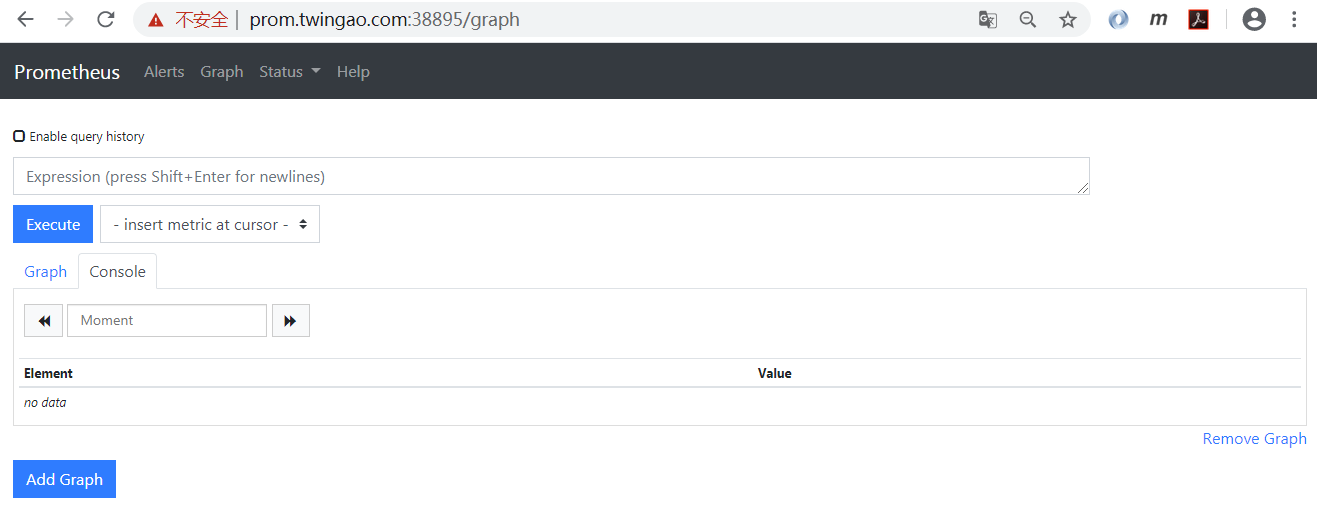 不安全 | prom.twingao.com:38895/graph
Prometheus Alerts Graph Status Help
Enable query history
Expression (press Shift+Enter for newlines)
Execute - insert metric at cursor -
Graph Console
Moment
Element Value
no data
Remove Graph
Add Graph